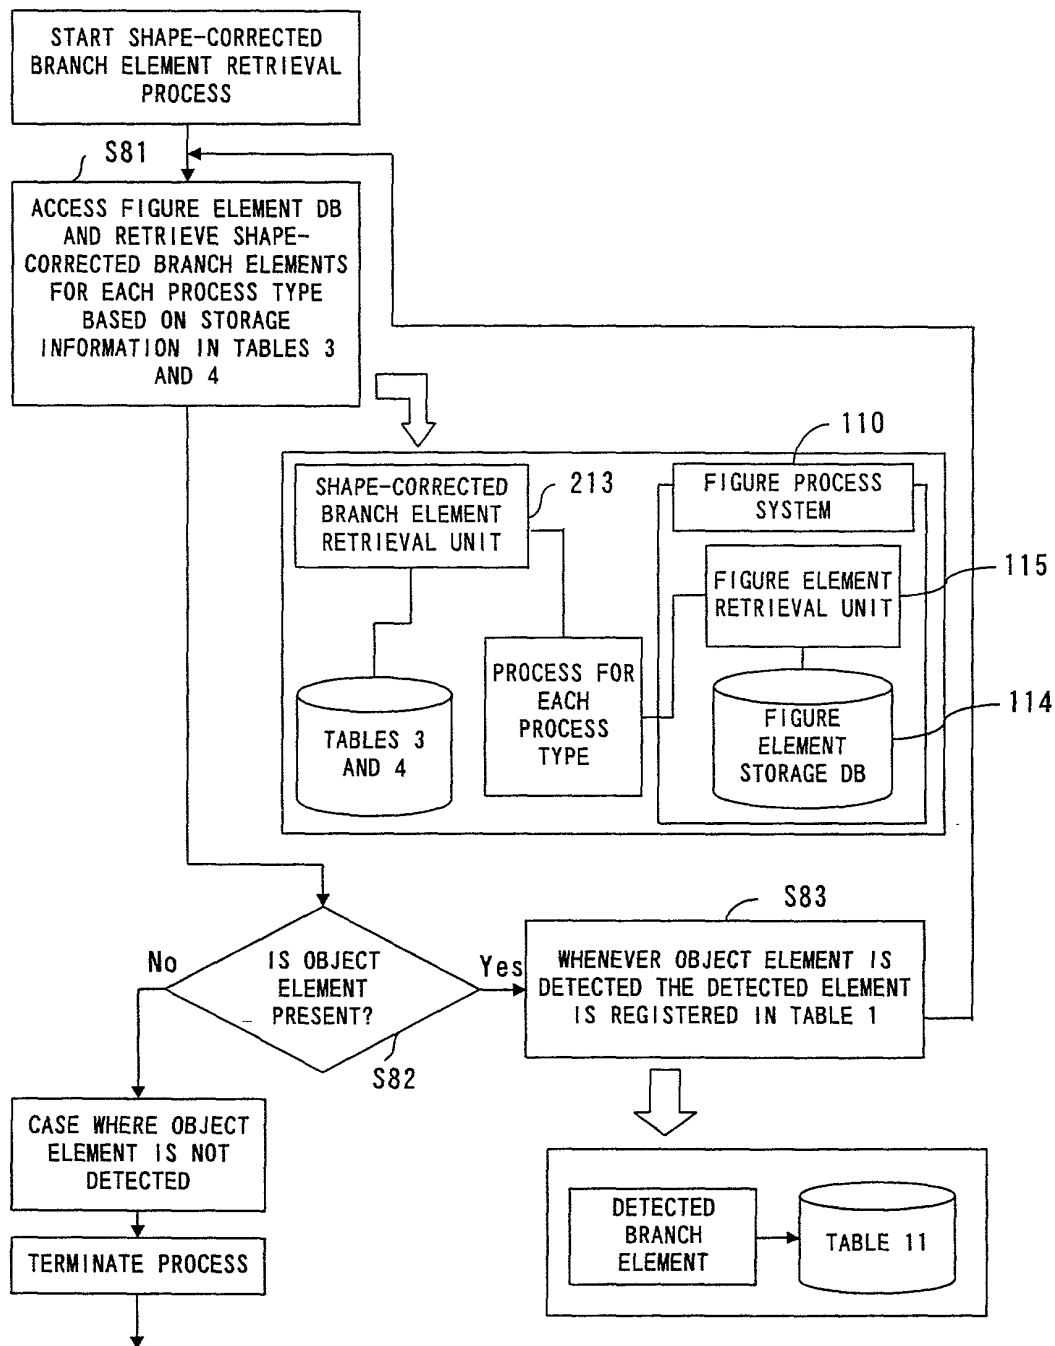 START SHAPE-CORRECTED
BRANCH ELEMENT RETRIEVAL
PROCESS
S81
ACCESS FIGURE ELEMENT DB
AND RETRIEVE SHAPE-
CORRECTED BRANCH ELEMENTS
FOR EACH PROCESS TYPE
BASED ON STORAGE
INFORMATION IN TABLES 3
AND 4
110
SHAPE-CORRECTED
BRANCH ELEMENT
RETRIEVAL UNIT
213
FIGURE PROCESS
SYSTEM
115
FIGURE ELEMENT
RETRIEVAL UNIT
PROCESS FOR
EACH
PROCESS
TYPE
TABLES 3
AND 4
114
FIGURE
ELEMENT
STORAGE DB
S83
No
IS OBJECT
ELEMENT
PRESENT?
Yes
S82
WHENEVER OBJECT ELEMENT IS
DETECTED THE DETECTED ELEMENT
IS REGISTERED IN TABLE 1
CASE WHERE OBJECT
ELEMENT IS NOT
DETECTED
TERMINATE PROCESS
DETECTED
BRANCH
ELEMENT
TABLE 11